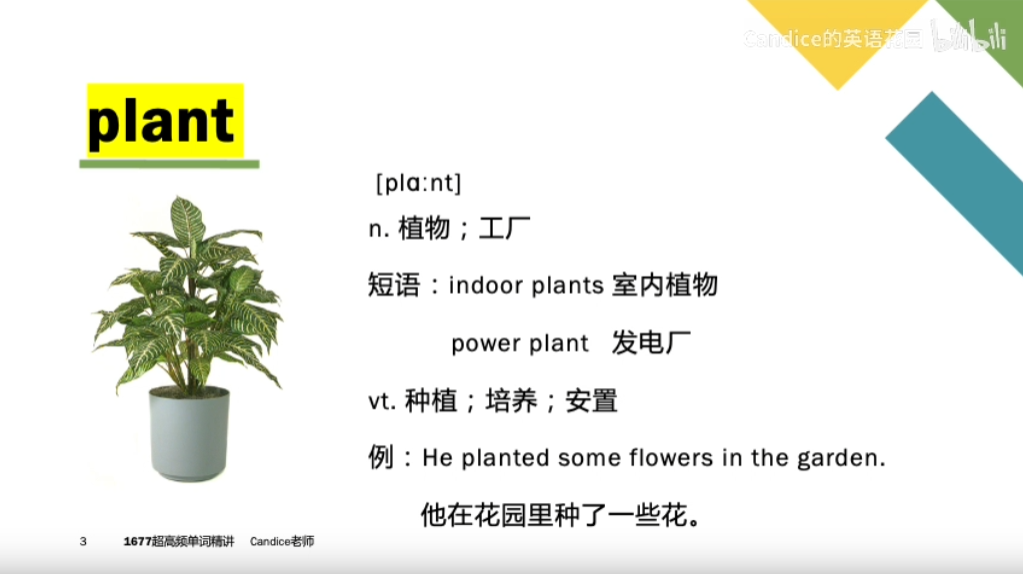 Candice的英语花园 bilibili
plant
[plɑːnt]
n. 植物；工厂
短语：indoor plants 室内植物
power plant 发电厂
vt. 种植；培养；安置
例：He planted some flowers in the garden.
他在花园里种了一些花。
3 1677超高频单词精讲 Candice老师